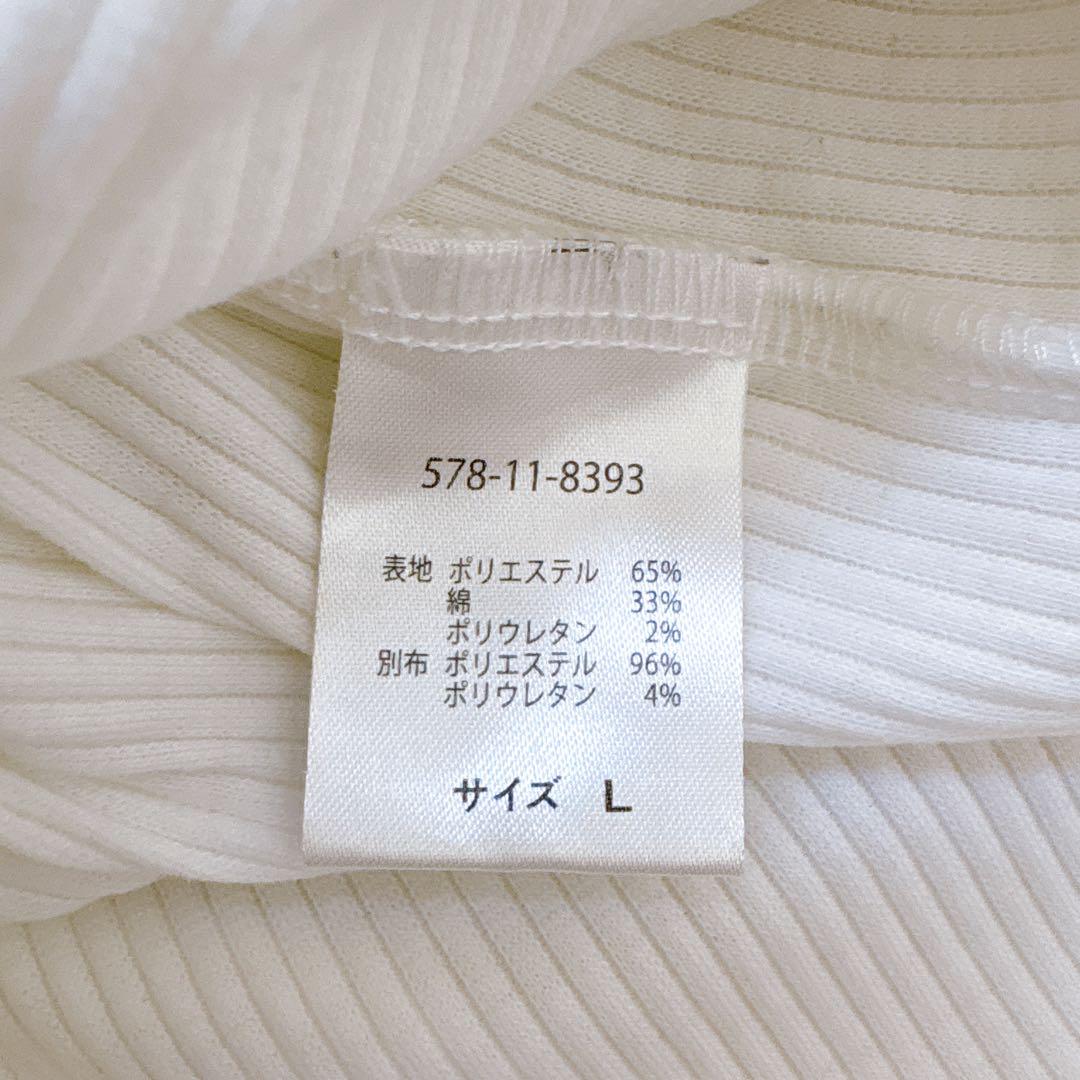 578-11-8393
表地 ポリエステル 65%
綿 33%
ポリウレタン 2%
別布 ポリエステル 96%
ポリウレタン 4%
サイズ L